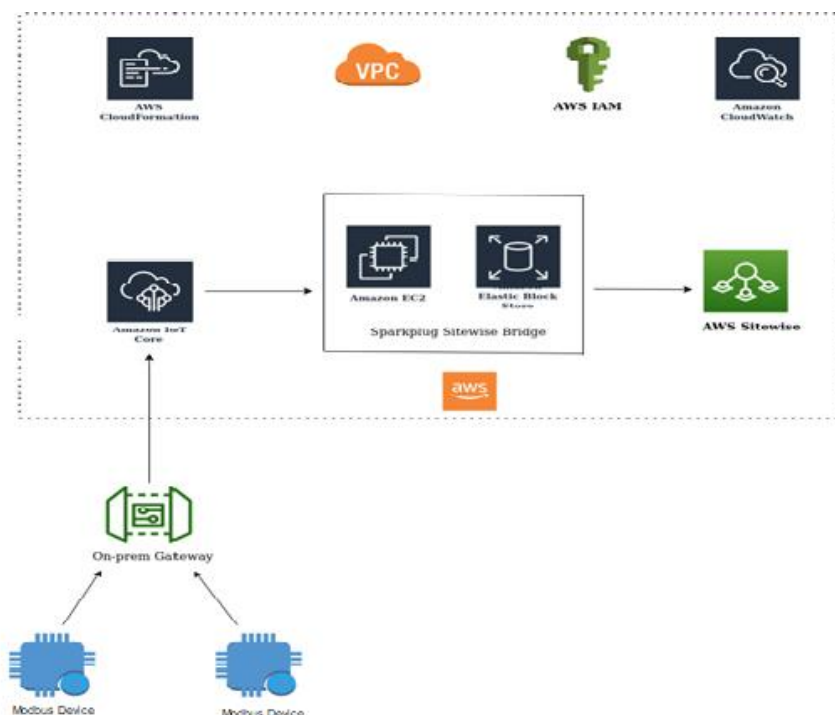 AWS
CloudFormation
VPC
AWS IAM
Amazon
CloudWatch
Amazon EC2
Elastic Block
Store
Sparkplug Sitewise Bridge
Amazon IoT
Core
AWS Sitewise
aws
On-prem Gateway
Modbus Device
Modbus Device